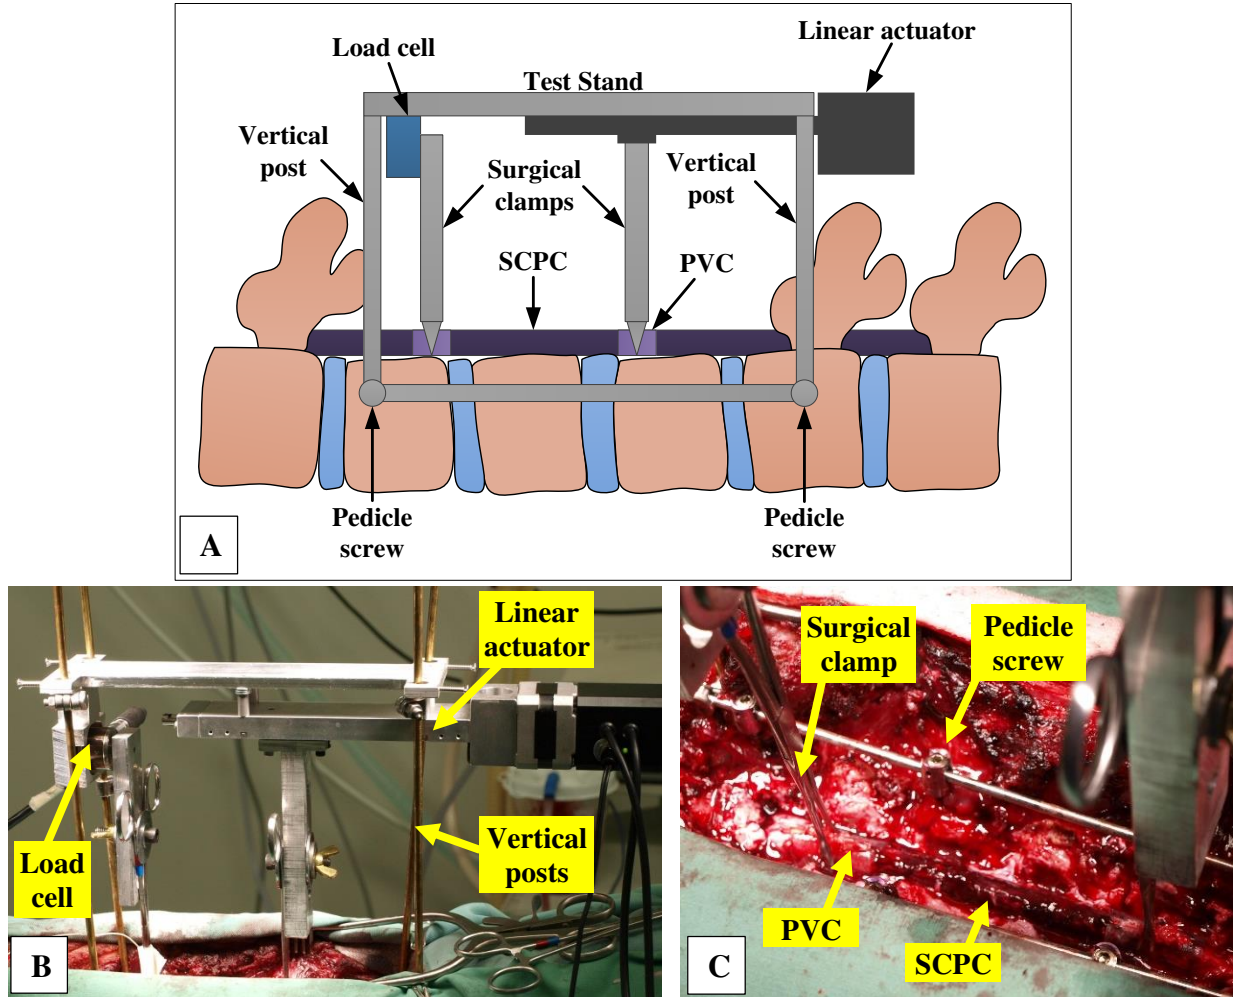 Linear actuator
Load cell
Test Stand
Vertical
post
Surgical
clamps
Vertical
post
SCPC
PVC
Pedicle
screw
Pedicle
screw
A
Linear
actuator
Load
cell
Vertical
posts
B
Surgical
clamp
Pedicle
screw
PVC
SCPC
C